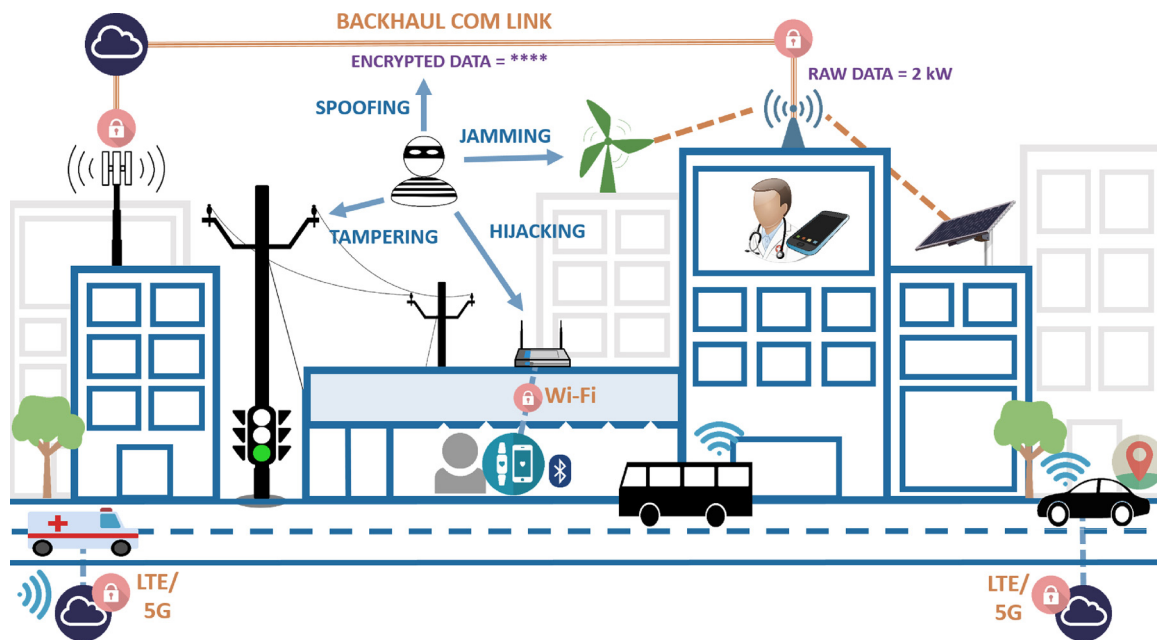 BACKHAUL COM LINK
ENCRYPTED DATA = ****
RAW DATA = 2 kW
SPOOFING
JAMMING
TAMPERING
HIJACKING
Wi-Fi
LTE/
5G
LTE/
5G